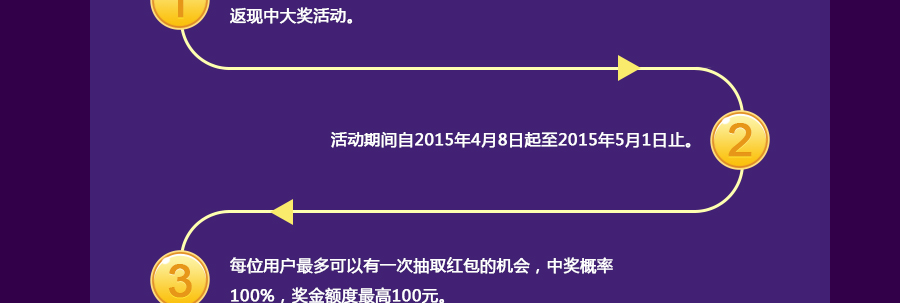 1
返现中大奖活动。
活动期间自2015年4月8日起至2015年5月1日止。
2
3
每位用户最多可以有一次抽取红包的机会，中奖概率
100%，奖金额度最高100元。